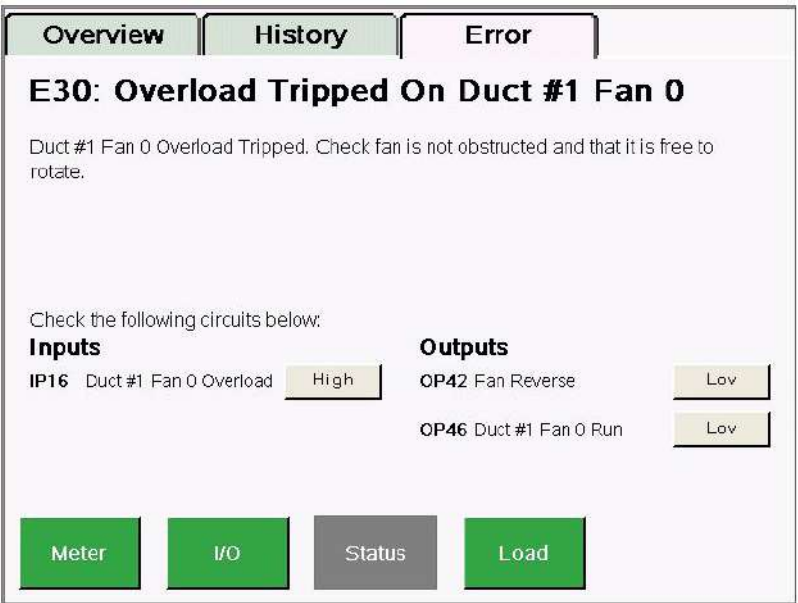 Overview History Error
E30: Overload Tripped On Duct #1 Fan 0
Duct #1 Fan 0 Overload Tripped. Check fan is not obstructed and that it is free to
rotate.
Check the following circuits below:
Inputs
IP16 Duct #1 Fan 0 Overload High
Outputs
OP42 Fan Reverse Lov
OP46 Duct #1 Fan 0 Run Lov
Meter I/O Status Load